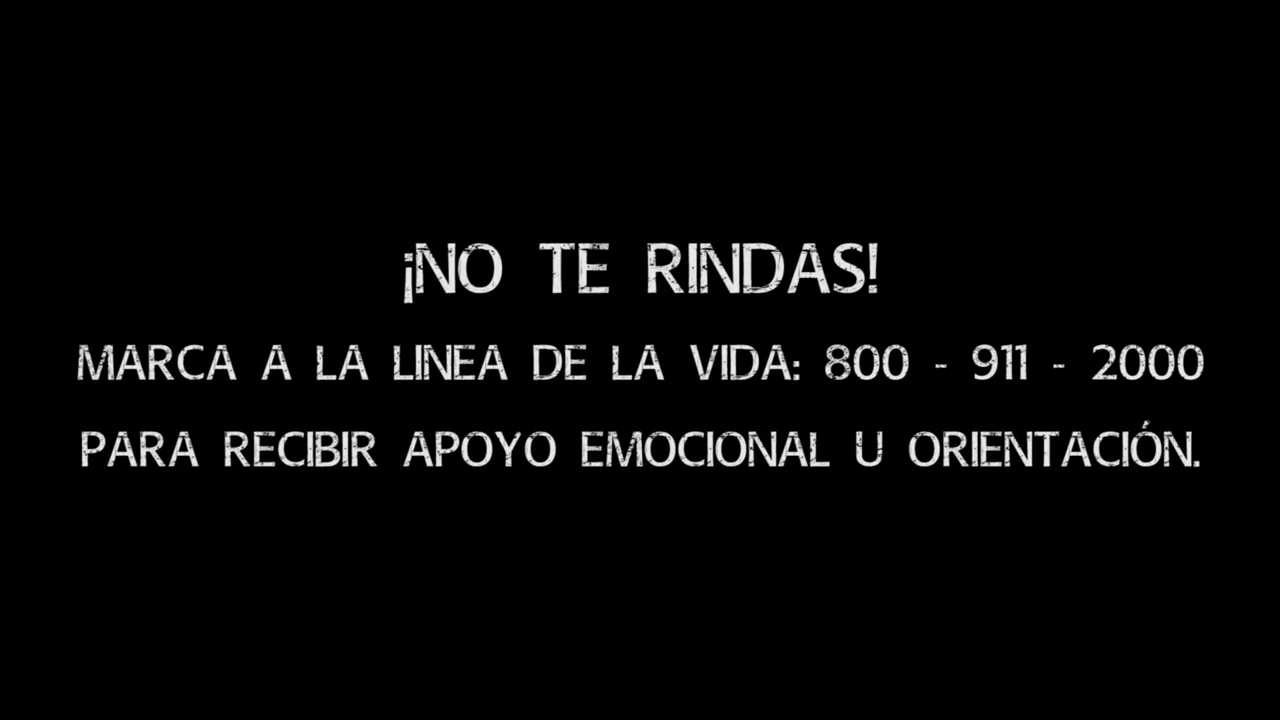 ¡NO TE RINDAS!
MARCA A LA LINEA DE LA VIDA: 800 - 911 - 2000
PARA RECIBIR APOYO EMOCIONAL U ORIENTACIÓN.